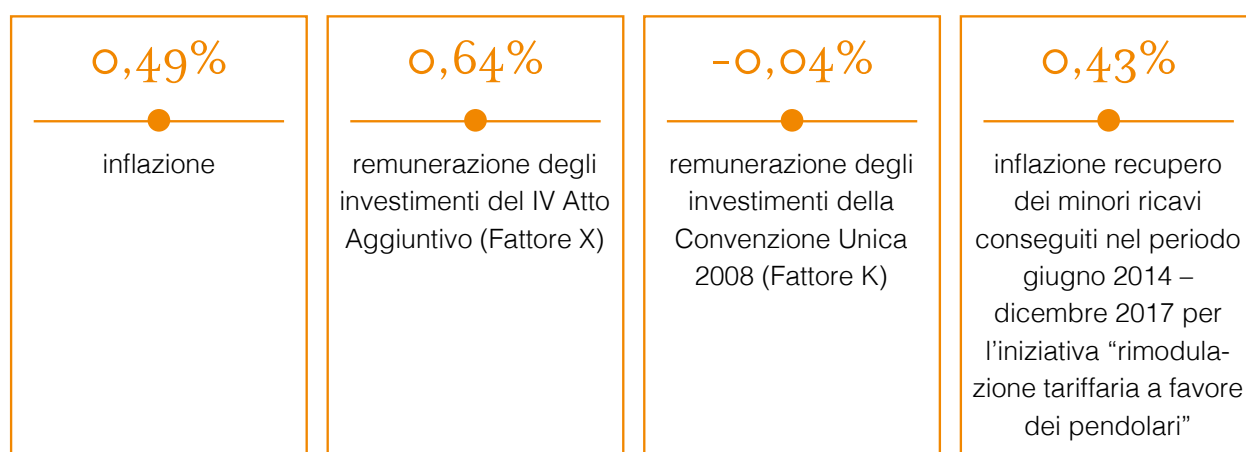 0,49%
inflazione
0,64%
remunerazione degli
investimenti del IV Atto
Aggiuntivo (Fattore X)
-0,04%
remunerazione degli
investimenti della
Convenzione Unica
2008 (Fattore K)
0,43%
inflazione recupero
dei minori ricavi
conseguiti nel periodo
giugno 2014 –
dicembre 2017 per
l’iniziativa “rimodula-
zione tariffaria a favore
dei pendolari”